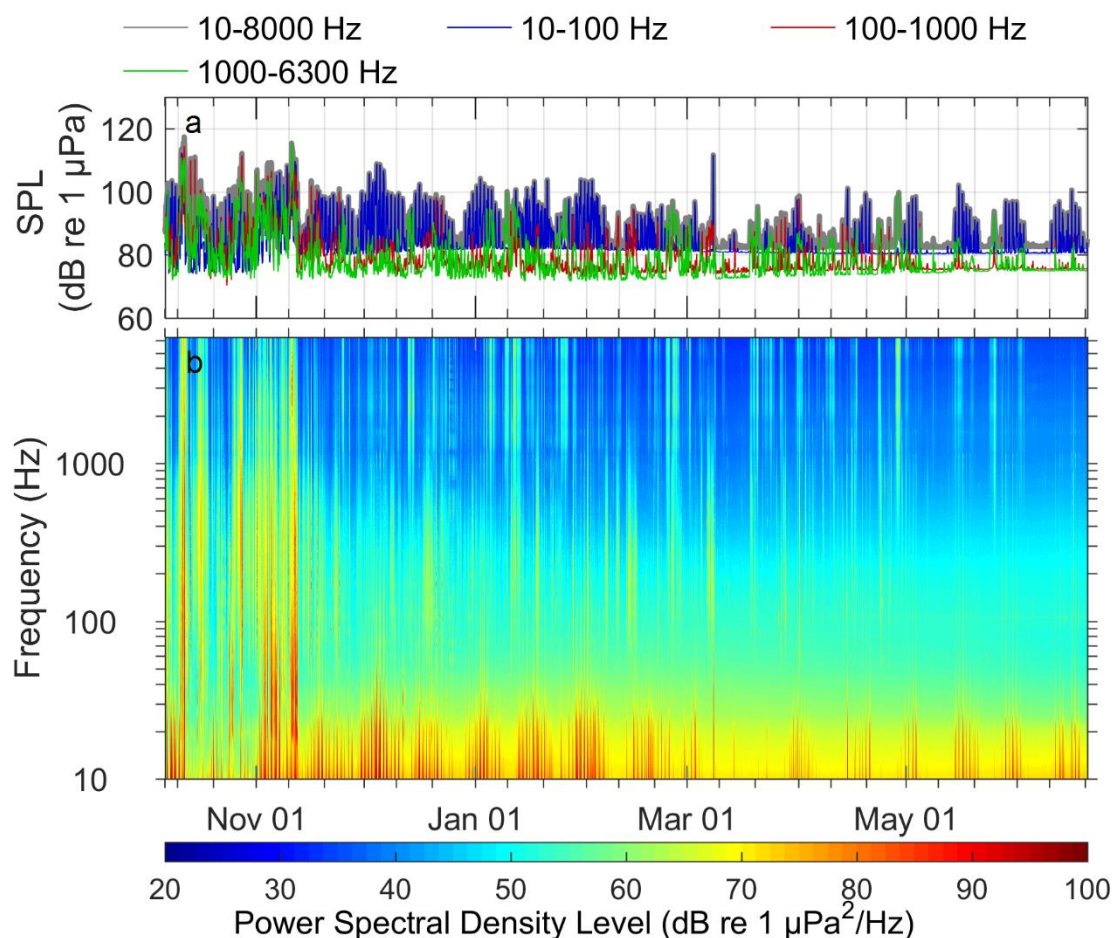 10-8000 Hz 10-100 Hz 100-1000 Hz
1000-6300 Hz
a
120
100
80
60
SPL
(dB re 1 µPa)
b
1000
100
10
Frequency (Hz)
Nov 01 Jan 01 Mar 01 May 01
20 30 40 50 60 70 80 90 100
Power Spectral Density Level (dB re 1 µPa²/Hz)